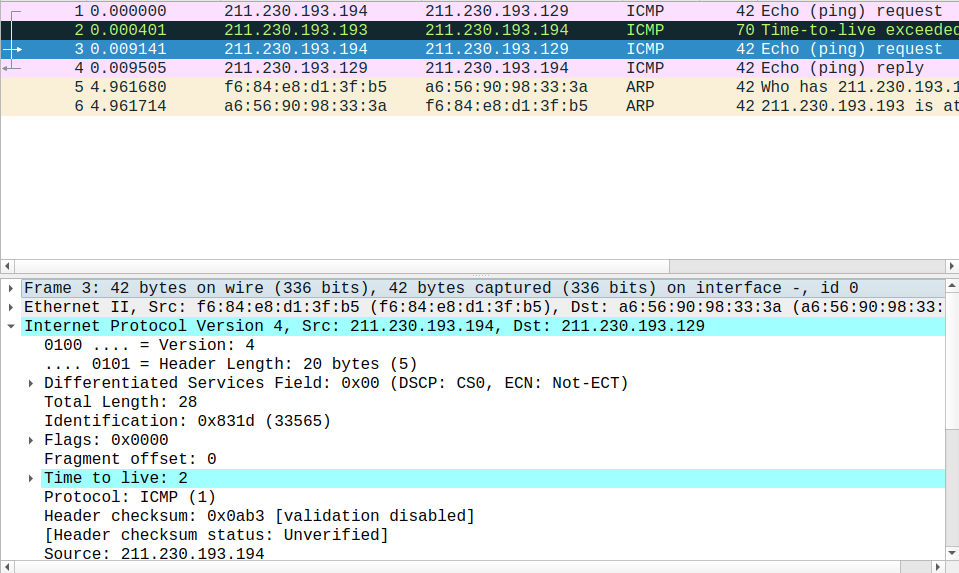 1 0.000000 211.230.193.194 211.230.193.129 ICMP 42 Echo (ping) request
2 0.000401 211.230.193.193 211.230.193.194 ICMP 70 Time-to-live exceeded
3 0.009141 211.230.193.194 211.230.193.129 ICMP 42 Echo (ping) request
4 0.009505 211.230.193.129 211.230.193.194 ICMP 42 Echo (ping) reply
5 4.961680 f6:84:e8:d1:3f:b5 a6:56:90:98:33:3a ARP 42 Who has 211.230.193.1
6 4.961714 a6:56:90:98:33:3a f6:84:e8:d1:3f:b5 ARP 42 211.230.193.193 is at
Frame 3: 42 bytes on wire (336 bits), 42 bytes captured (336 bits) on interface -, id 0
Ethernet II, Src: f6:84:e8:d1:3f:b5 (f6:84:e8:d1:3f:b5), Dst: a6:56:90:98:33:3a (a6:56:90:98:33:
Internet Protocol Version 4, Src: 211.230.193.194, Dst: 211.230.193.129
0100 .... = Version: 4
.... 0101 = Header Length: 20 bytes (5)
Differentiated Services Field: 0x00 (DSCP: CS0, ECN: Not-ECT)
Total Length: 28
Identification: 0x831d (33565)
Flags: 0x0000
Fragment offset: 0
Time to live: 2
Protocol: ICMP (1)
Header checksum: 0x0ab3 [validation disabled]
[Header checksum status: Unverified]
Source: 211.230.193.194